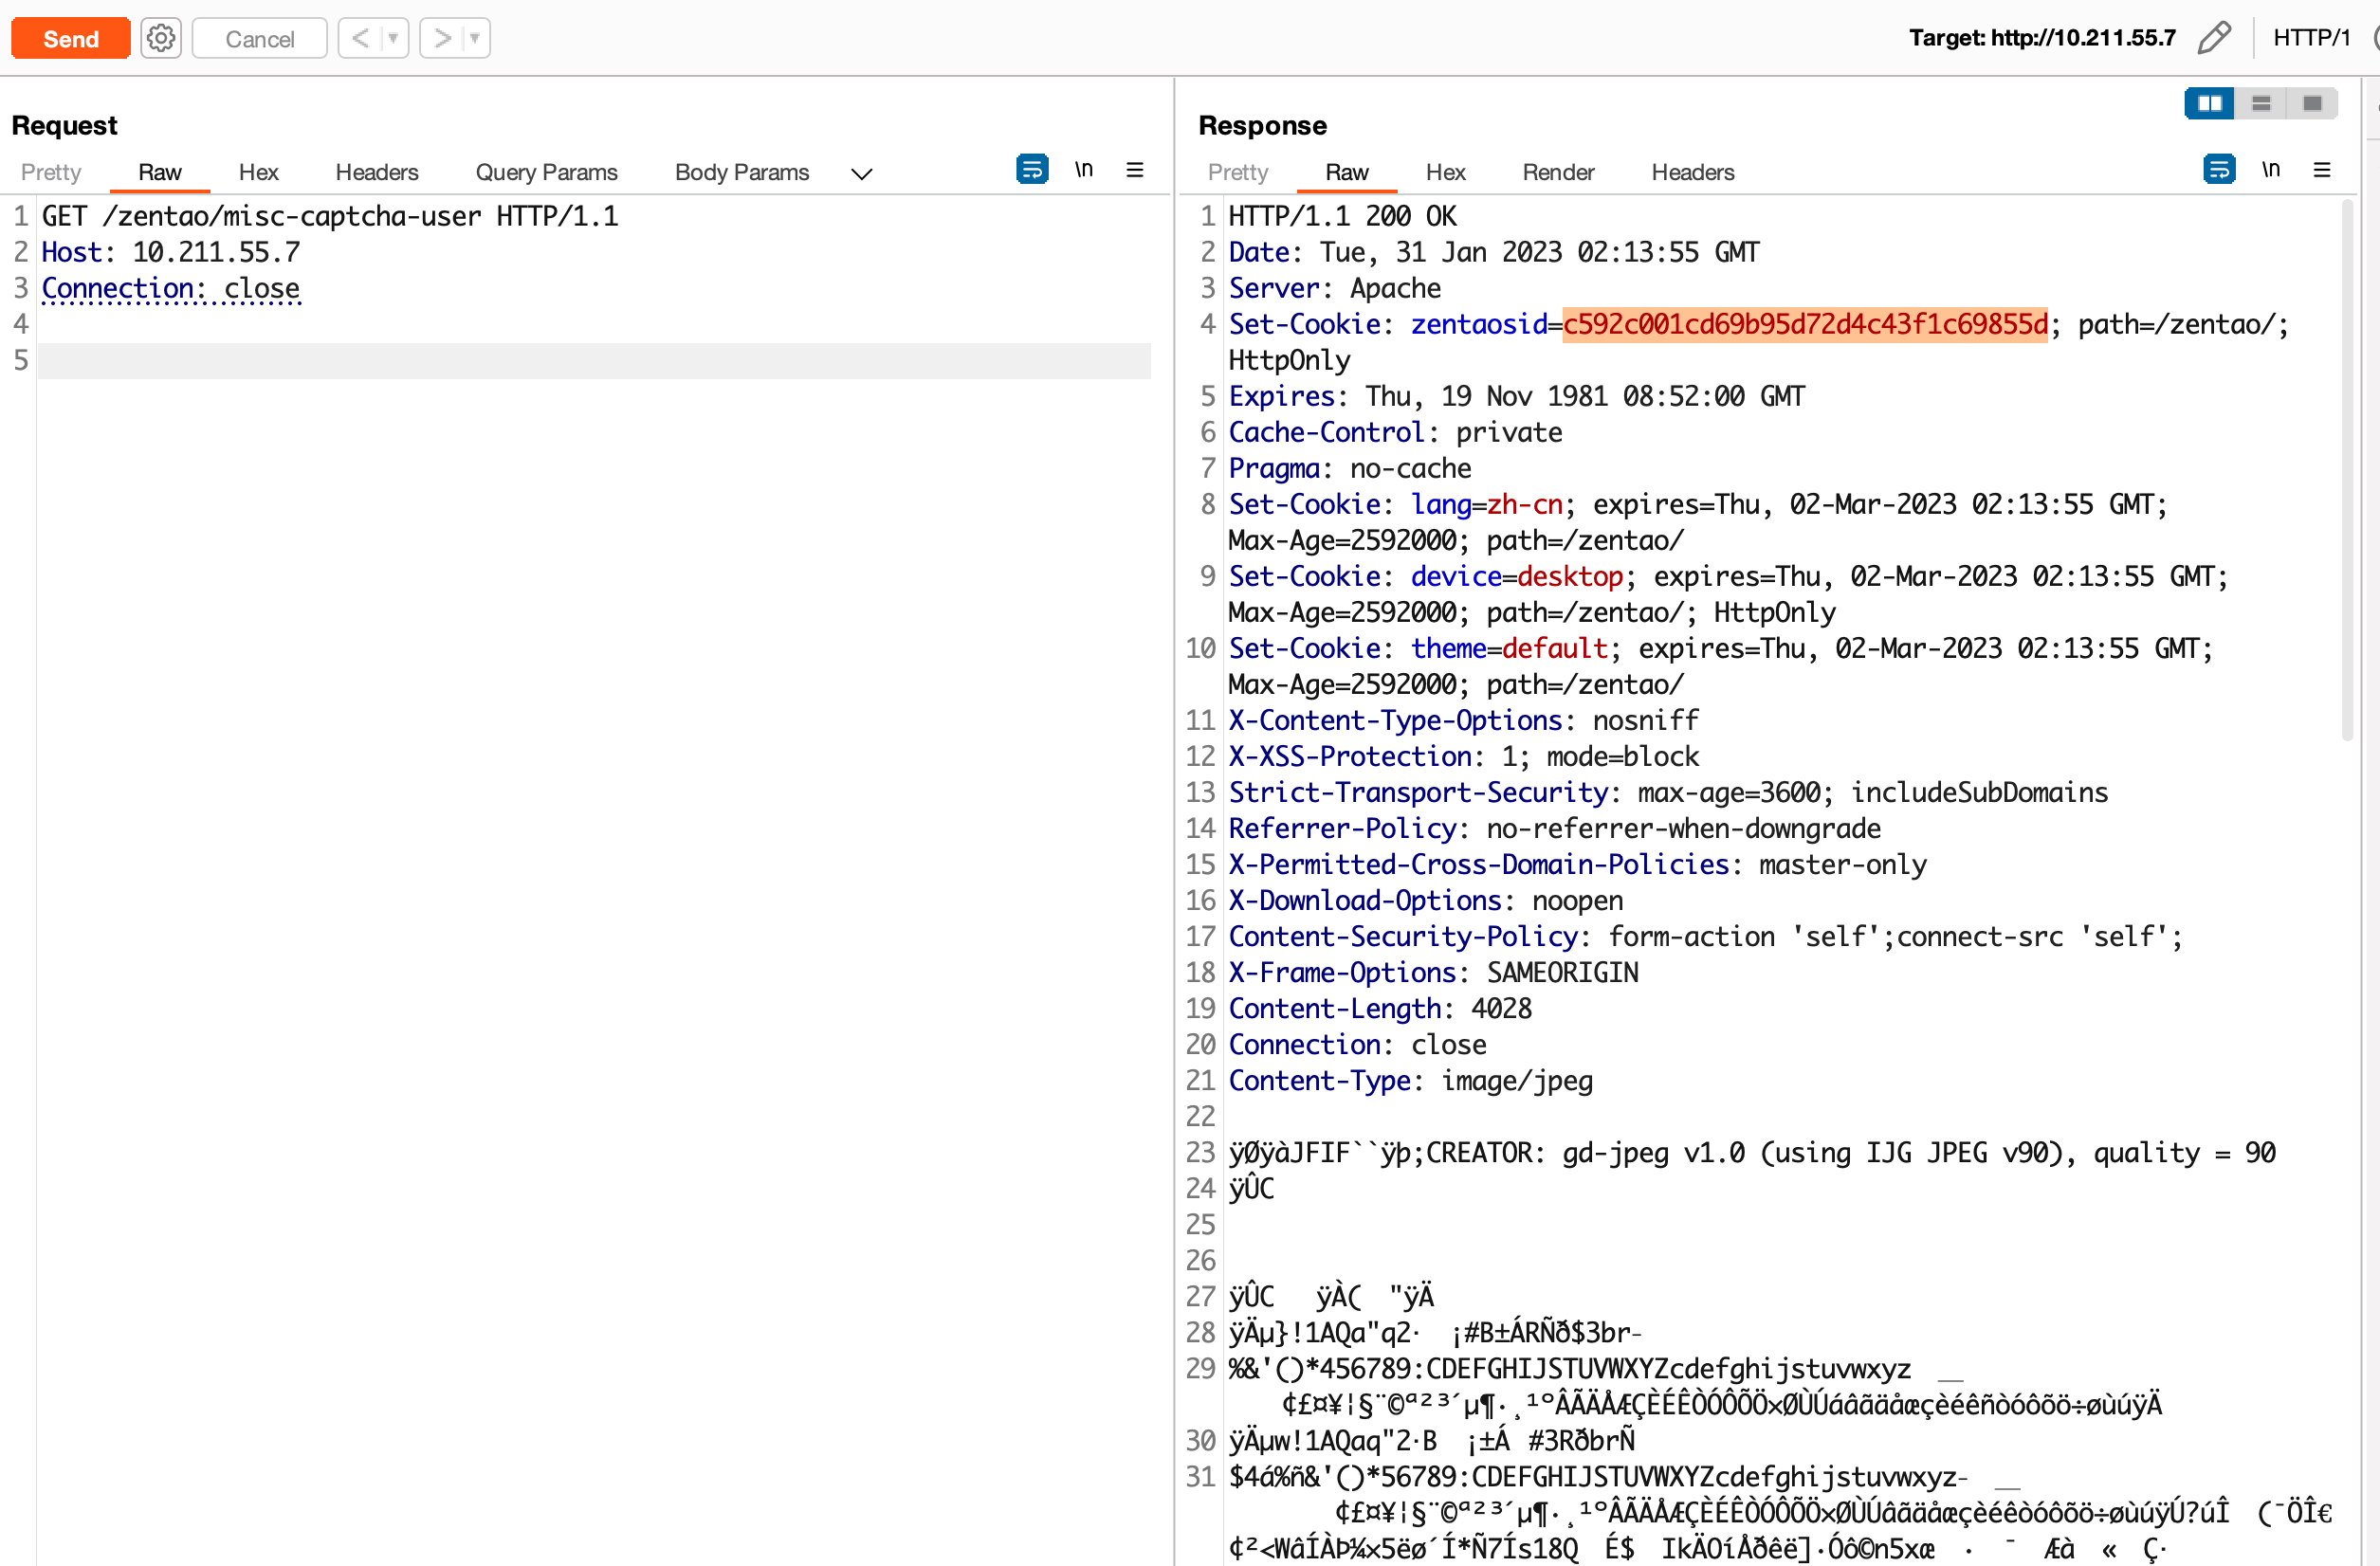 Send
Cancel
Target: http://10.211.55.7
HTTP/1
Request
Pretty Raw Hex Headers Query Params Body Params
\n
1 GET /zentao/misc-captcha-user HTTP/1.1
2 Host: 10.211.55.7
3 Connection: close
4
5
Response
Pretty Raw Hex Render Headers
\n
1 HTTP/1.1 200 OK
2 Date: Tue, 31 Jan 2023 02:13:55 GMT
3 Server: Apache
4 Set-Cookie: zentaosid=c592c001cd69b95d72d4c43f1c69855d; path=/zentao/;
HttpOnly
5 Expires: Thu, 19 Nov 1981 08:52:00 GMT
6 Cache-Control: private
7 Pragma: no-cache
8 Set-Cookie: lang=zh-cn; expires=Thu, 02-Mar-2023 02:13:55 GMT;
Max-Age=2592000; path=/zentao/
9 Set-Cookie: device=desktop; expires=Thu, 02-Mar-2023 02:13:55 GMT;
Max-Age=2592000; path=/zentao/; HttpOnly
10 Set-Cookie: theme=default; expires=Thu, 02-Mar-2023 02:13:55 GMT;
Max-Age=2592000; path=/zentao/
11 X-Content-Type-Options: nosniff
12 X-XSS-Protection: 1; mode=block
13 Strict-Transport-Security: max-age=3600; includeSubDomains
14 Referrer-Policy: no-referrer-when-downgrade
15 X-Permitted-Cross-Domain-Policies: master-only
16 X-Download-Options: noopen
17 Content-Security-Policy: form-action 'self';connect-src 'self';
18 X-Frame-Options: SAMEORIGIN
19 Content-Length: 4028
20 Connection: close
21 Content-Type: image/jpeg
22
23 ÿØÿàJFIF``ÿþ;CREATOR: gd-jpeg v1.0 (using IJG JPEG v90), quality = 90
24 ÿÛC
25
26
27 ÿÛC ÿÀ( "ÿÄ
28 ÿÄµ}!1AQa"q2· ¡#B±ÁRÑð$3br-
29 %&'()*456789:CDEFGHIJSTUVWXYZcdefghijstuvwxyz
¢£¤¥¦§¨©ª²³´µ¶·¸¹ºÂÃÄÅÆÇÈÉÊÒÓÔÕÖ×ØÙÚáâãäåæçèéêñòóôõö÷øùúÿÄ
30 ÿÄµw!1AQaq"2·B ¡±Á #3RðbrÑ
31 $4á%ñ&'()*56789:CDEFGHIJSTUVWXYZcdefghijstuvwxyz-
¢£¤¥¦§¨©ª²³´µ¶·¸¹ºÂÃÄÅÆÇÈÉÊÒÓÔÕÖ×ØÙÚâãäåæçèéêòóôõö÷øùúÿÚ?úÎ (¯ÖÎ€
¢²<WâÍÀÞ¼×5ëø´Í*Ñ7Ís18Q É$ IkÄOíÅðêë]·Óô©n5xæ · ¯ Æà « Ç·